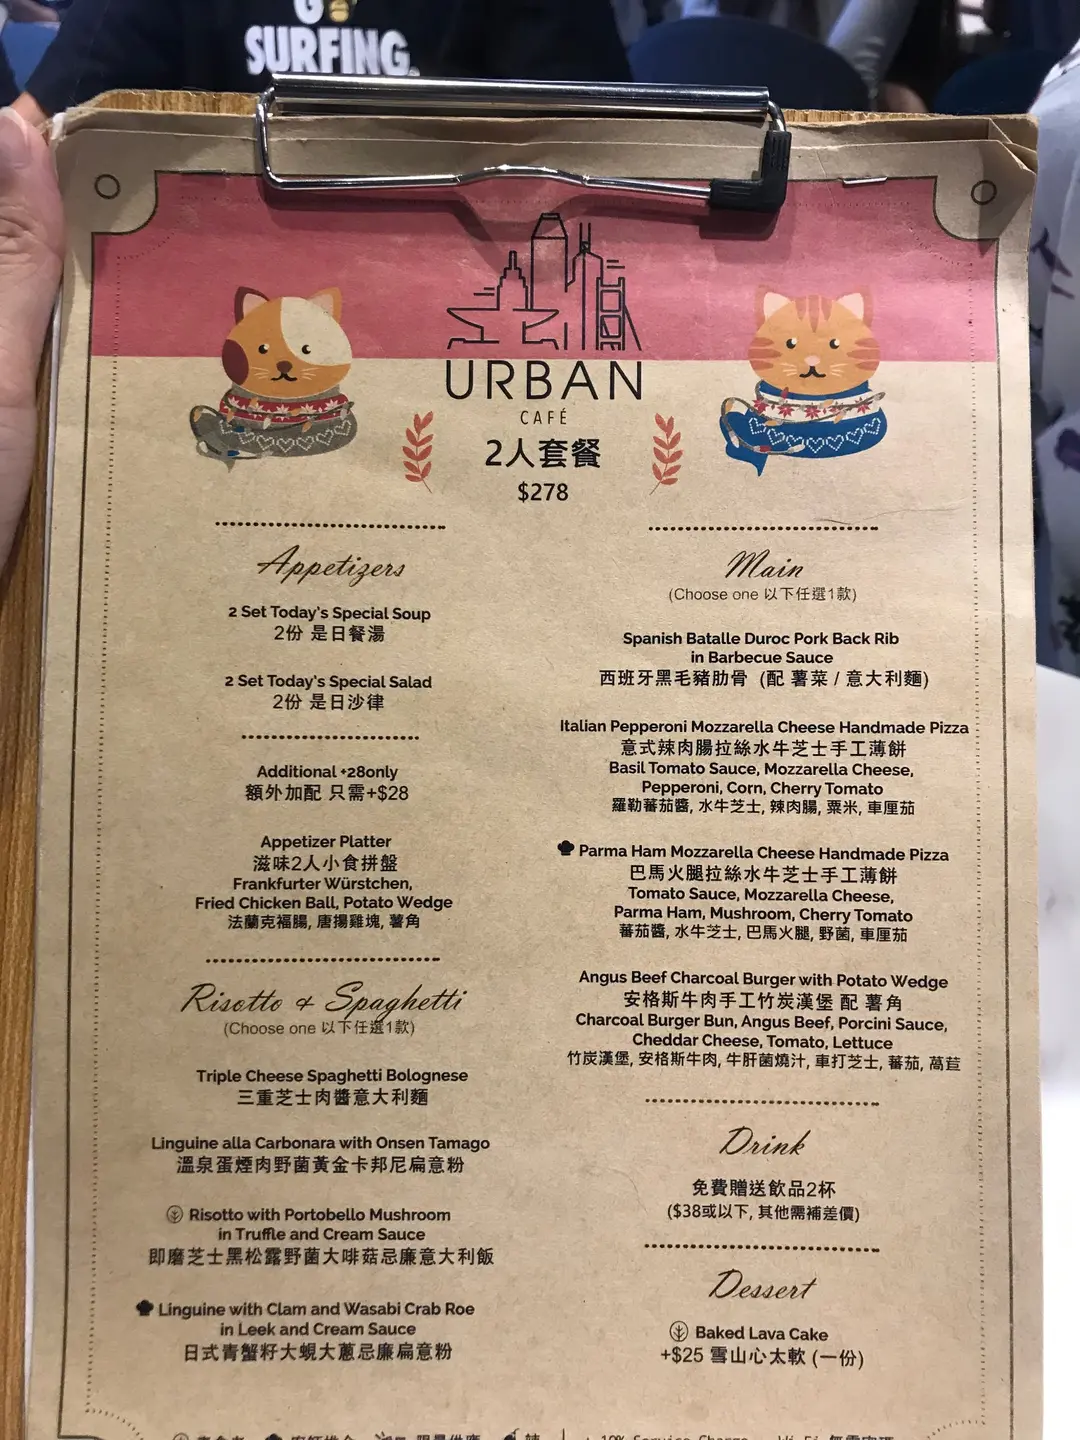 SURFING.
URBAN
CAFÉ
2人套餐
$278
Appetizers
2 Set Today's Special Soup
2份 是日餐湯
2 Set Today's Special Salad
2份 是日沙律
Additional +28only
額外加配 只需+$28
Appetizer Platter
滋味2人小食拼盤
Frankfurter Würstchen,
Fried Chicken Ball, Potato Wedge
法蘭克福腸, 唐揚雞塊, 薯角
Risotto & Spaghetti
(Choose one 以下任選1款)
Triple Cheese Spaghetti Bolognese
三重芝士肉醬意大利麵
Linguine alla Carbonara with Onsen Tamago
溫泉蛋煙肉野菌黃金卡邦尼扁意粉
Risotto with Portobello Mushroom
in Truffle and Cream Sauce
即磨芝士黑松露野菌大啡菇忌廉意大利飯
Linguine with Clam and Wasabi Crab Roe
in Leek and Cream Sauce
日式青蟹籽大蜆大蔥忌廉扁意粉
Main
(Choose one 以下任選1款)
Spanish Batalle Duroc Pork Back Rib
in Barbecue Sauce
西班牙黑毛豬肋骨 (配 薯菜 / 意大利麵)
Italian Pepperoni Mozzarella Cheese Handmade Pizza
意式辣肉腸拉絲水牛芝士手工薄餅
Basil Tomato Sauce, Mozzarella Cheese,
Pepperoni, Corn, Cherry Tomato
羅勒蕃茄醬, 水牛芝士, 辣肉腸, 粟米, 車厘茄
Parma Ham Mozzarella Cheese Handmade Pizza
巴馬火腿拉絲水牛芝士手工薄餅
Tomato Sauce, Mozzarella Cheese,
Parma Ham, Mushroom, Cherry Tomato
蕃茄醬, 水牛芝士, 巴馬火腿, 野菌, 車厘茄
Angus Beef Charcoal Burger with Potato Wedge
安格斯牛肉手工竹炭漢堡 配 薯角
Charcoal Burger Bun, Angus Beef, Porcini Sauce,
Cheddar Cheese, Tomato, Lettuce
竹炭漢堡, 安格斯牛肉, 牛肝菌燒汁, 車打芝士, 蕃茄, 萵苣
Drink
免費贈送飲品2杯
($38或以下, 其他需補差價)
Dessert
Baked Lava Cake
+$25 雪山心太軟 (一份)
+ 10% Service Charge